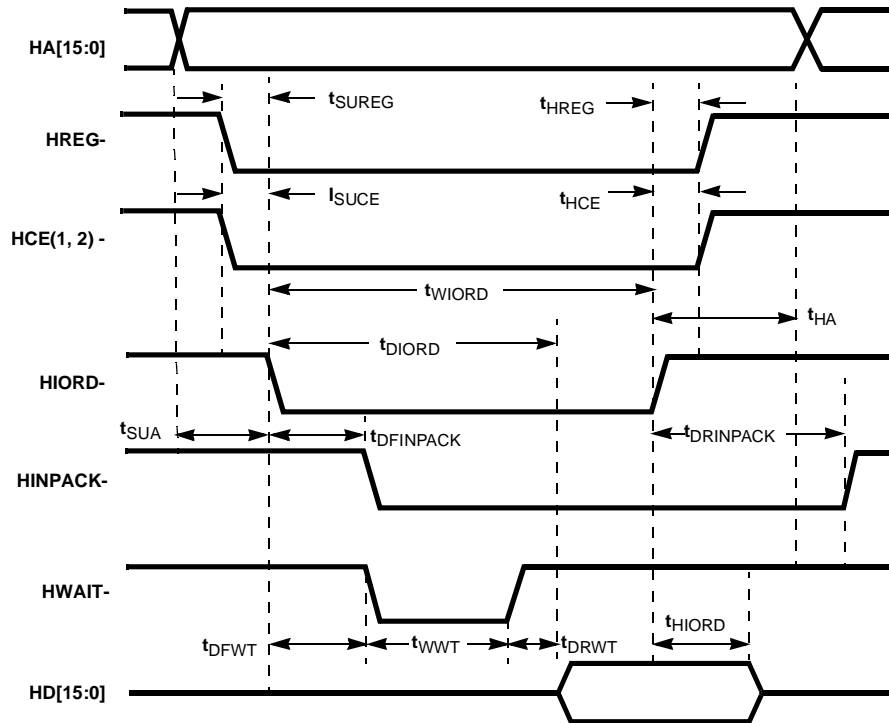 HA[15:0]
tSUREG
tHREG
HREG-
lSUCE
tHCE
HCE(1, 2) -
tWIORD
tHA
tDIORD
HIORD-
tSUA
tDFINPACK
tDRINPACK
HINPACK-
HWAIT-
tHIORD
tDFWT
tWWT
tDRWT
HD[15:0]